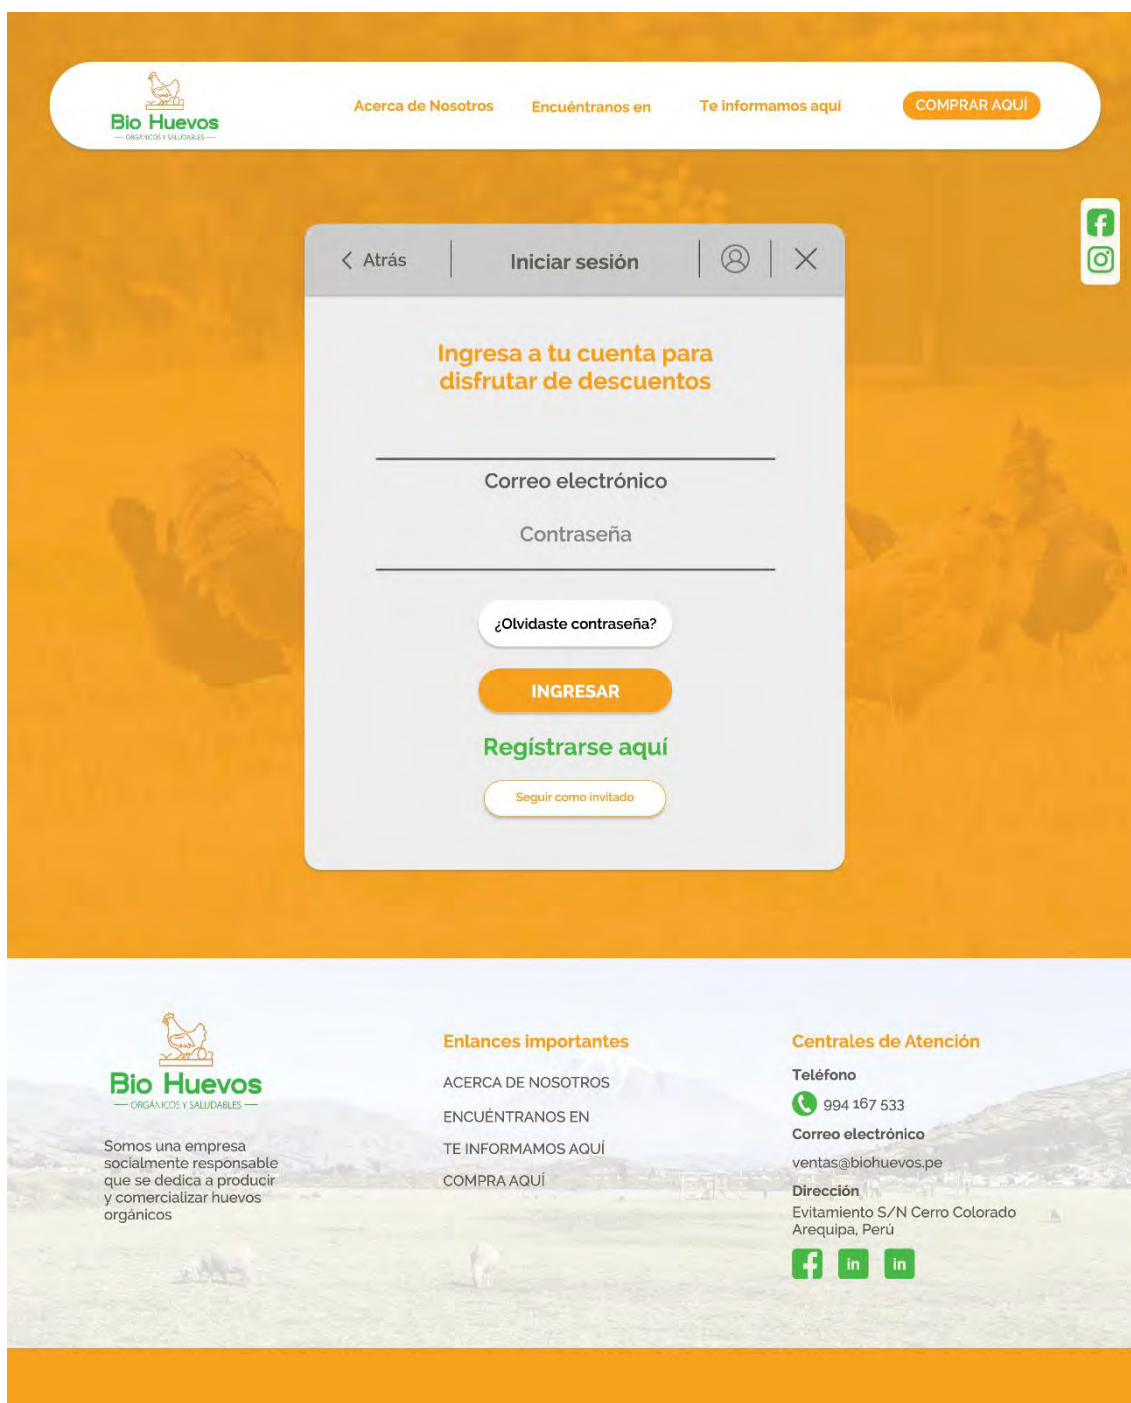 Bio Huevos
ORGÁNICOS Y SALUDABLES
Acerca de Nosotros
Encuéntranos en
Te informamos aquí
COMPRAR AQUÍ
Atrás
Iniciar sesión
Ingresa a tu cuenta para
disfrutar de descuentos
Correo electrónico
Contraseña
¿Olvidaste contraseña?
INGRESAR
Regístrarse aquí
Seguir como invitado
Bio Huevos
ORGÁNICOS Y SALUDABLES
Somos una empresa
socialmente responsable
que se dedica a producir
y comercializar huevos
orgánicos
Enlances importantes
ACERCA DE NOSOTROS
ENCUÉNTRANOS EN
TE INFORMAMOS AQUÍ
COMPRA AQUÍ
Centrales de Atención
Teléfono
994 167 533
Correo electrónico
ventas@biohuevos.pe
Dirección
Evitamiento S/N Cerro Colorado
Arequipa, Perú
in
in